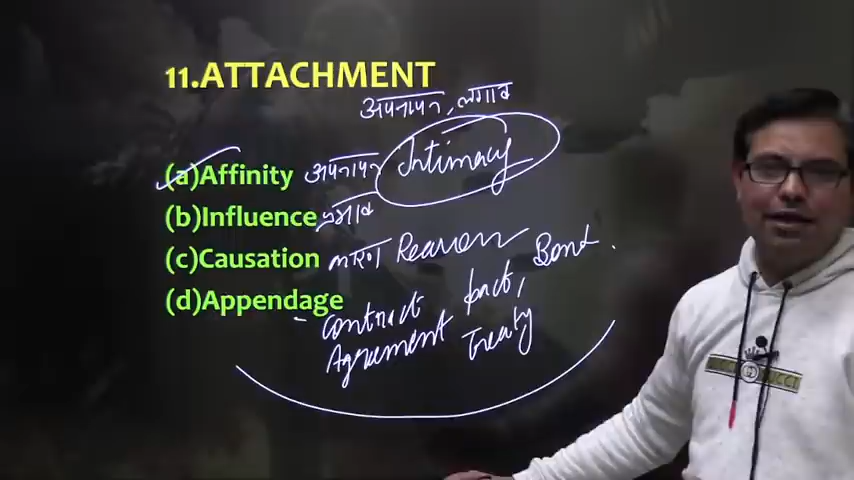 11.ATTACHMENT
अपनापन, लगाव
(a)Affinity अपनापन Intimacy
(b)Influence प्रभाव
(c)Causation कारण Reason Bond.
(d)Appendage - Contract Pact,
Agreement Treaty
GUCCI